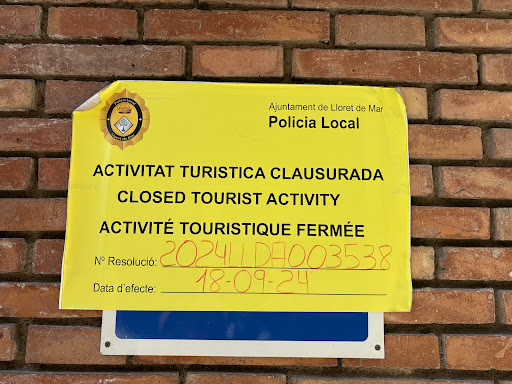 Ajuntament de Lloret de Mar
Policia Local
ACTIVITAT TURISTICA CLAUSURADA
CLOSED TOURIST ACTIVITY
ACTIVITÉ TOURISTIQUE FERMÉE
Nº Resolució: 2024LLDA003538
Data d'efecte: 18-09-24